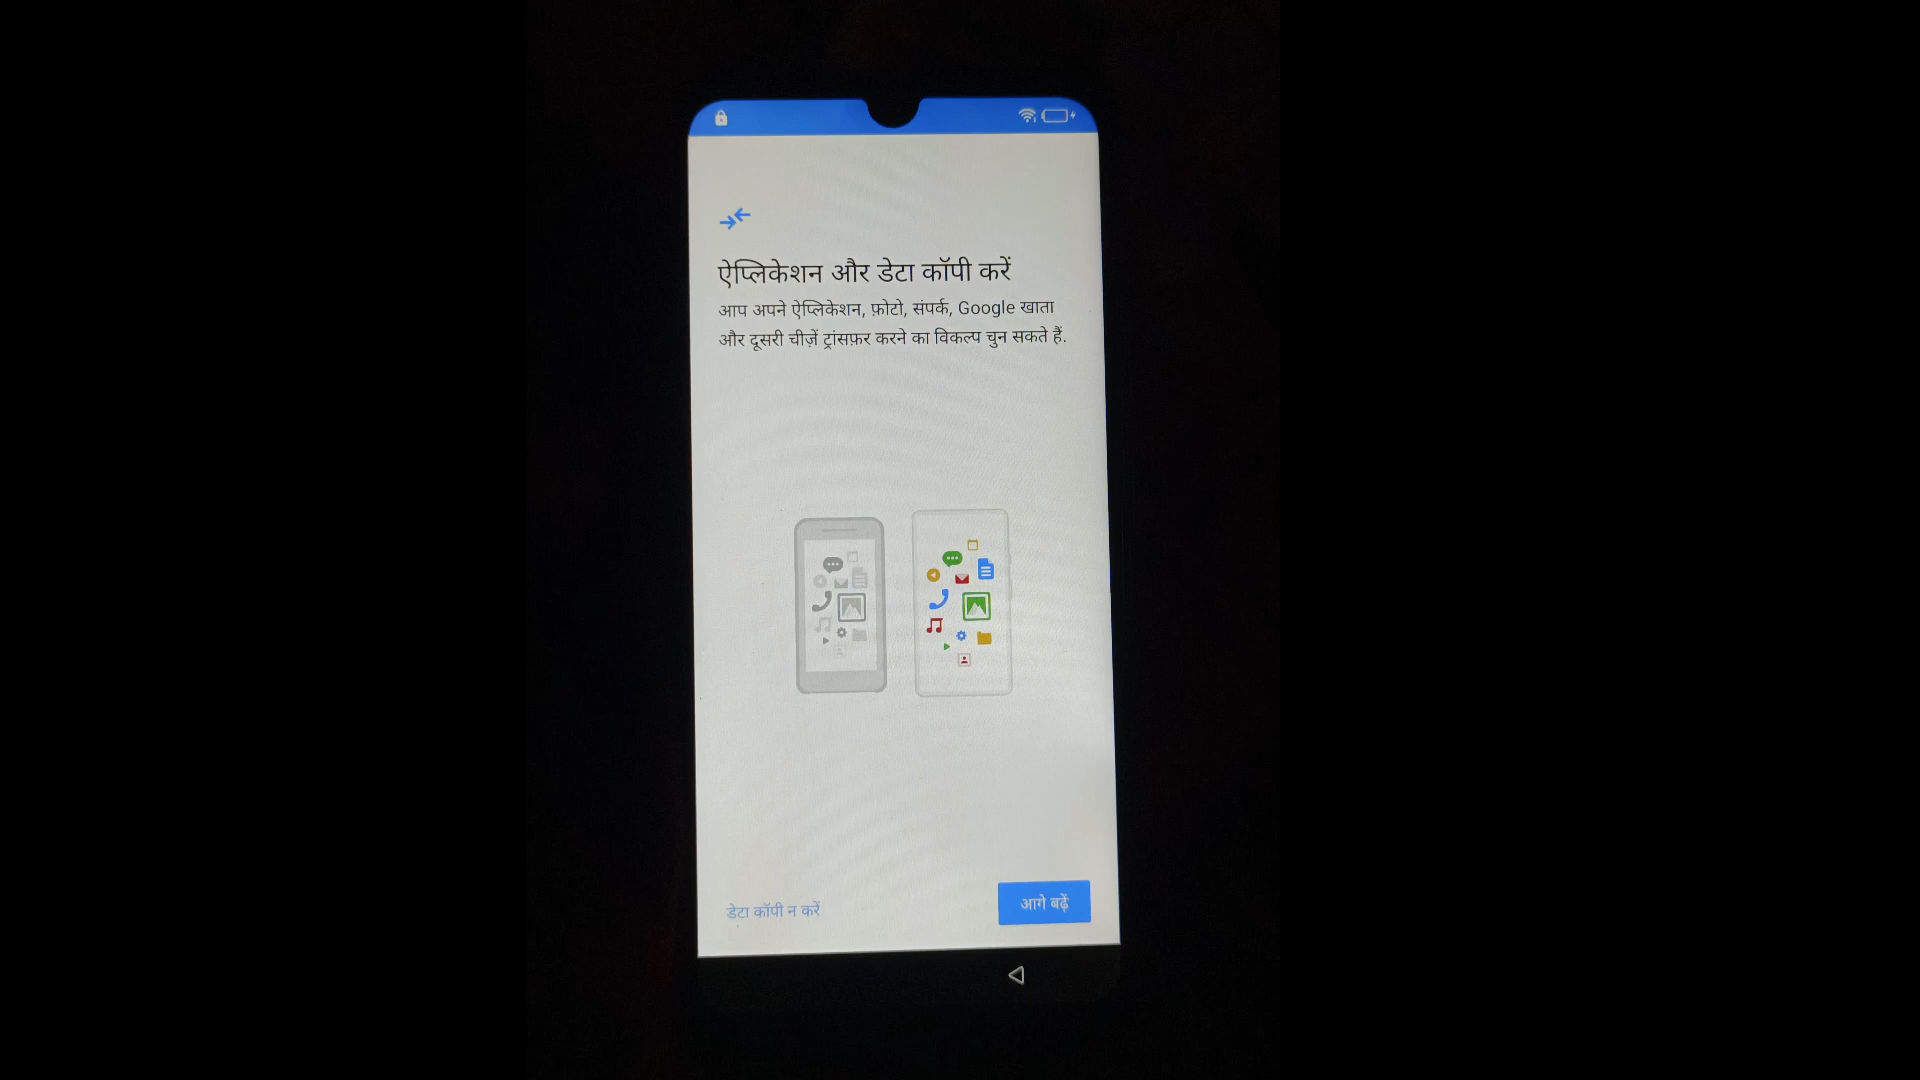 ऐप्लिकेशन और डेटा कॉपी करें
आप अपने ऐप्लिकेशन, फ़ोटो, संपर्क, Google खाता
और दूसरी चीज़ें ट्रांसफ़र करने का विकल्प चुन सकते हैं.
डेटा कॉपी न करें
आगे बढ़ें